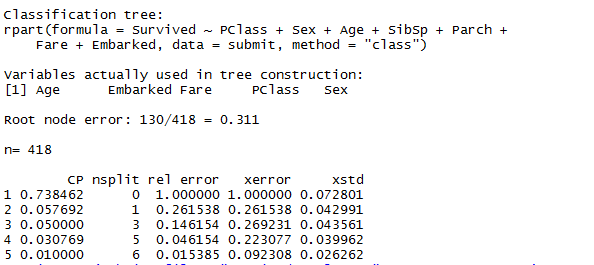 Classification tree:
rpart(formula = Survived ~ PClass + Sex + Age + SibSp + Parch +
    Fare + Embarked, data = submit, method = "class")
Variables actually used in tree construction:
[1] Age      Embarked Fare     PClass   Sex
Root node error: 130/418 = 0.311
n= 418
        CP nsplit rel error   xerror     xstd
1 0.738462      0  1.000000 1.000000 0.072801
2 0.057692      1  0.261538 0.261538 0.042991
3 0.050000      3  0.146154 0.269231 0.043561
4 0.030769      5  0.046154 0.223077 0.039962
5 0.010000      6  0.015385 0.092308 0.026262